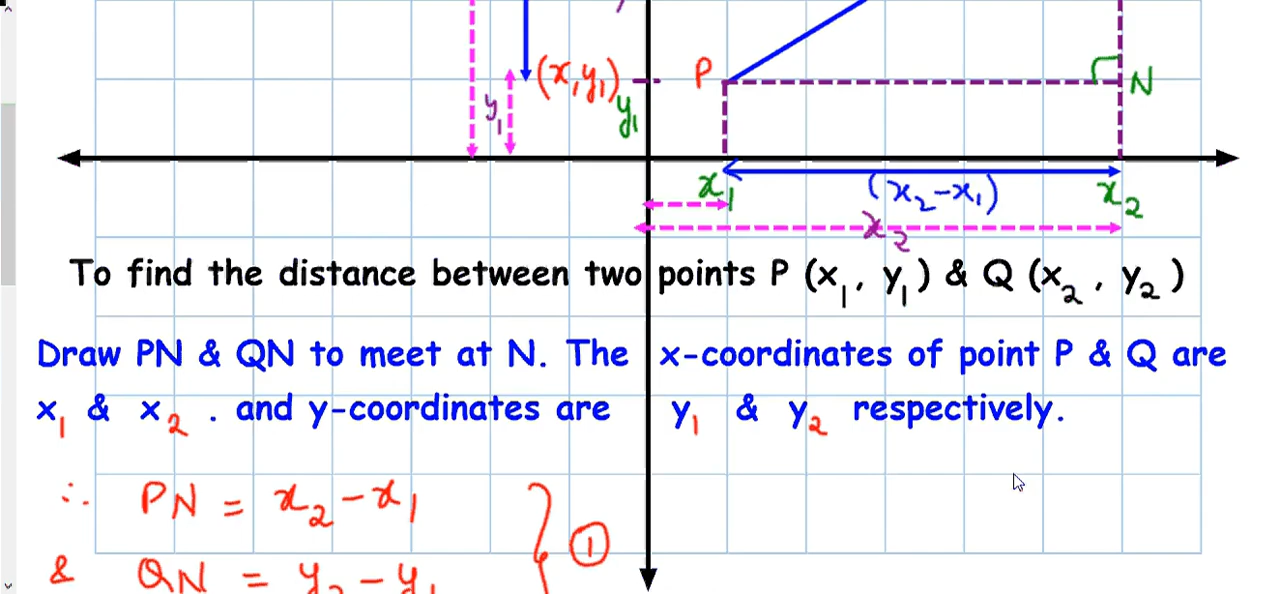 (x₁y₁)
P
N
y₁
y₁
x₁
(x₂-x₁)
x₂
x₂
To find the distance between two points P (x₁, y₁) & Q (x₂, y₂)
Draw PN & QN to meet at N. The x-coordinates of point P & Q are
x₁ & x₂ . and y-coordinates are y₁ & y₂ respectively.
∴ PN = x₂-x₁
①
& QN = y₂-y₁